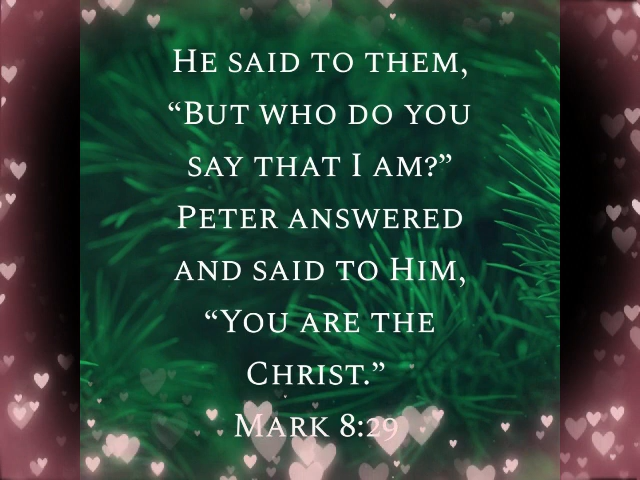 He said to them,
“But who do you
say that I am?”
Peter answered
and said to Him,
“You are the
Christ.”
Mark 8:29